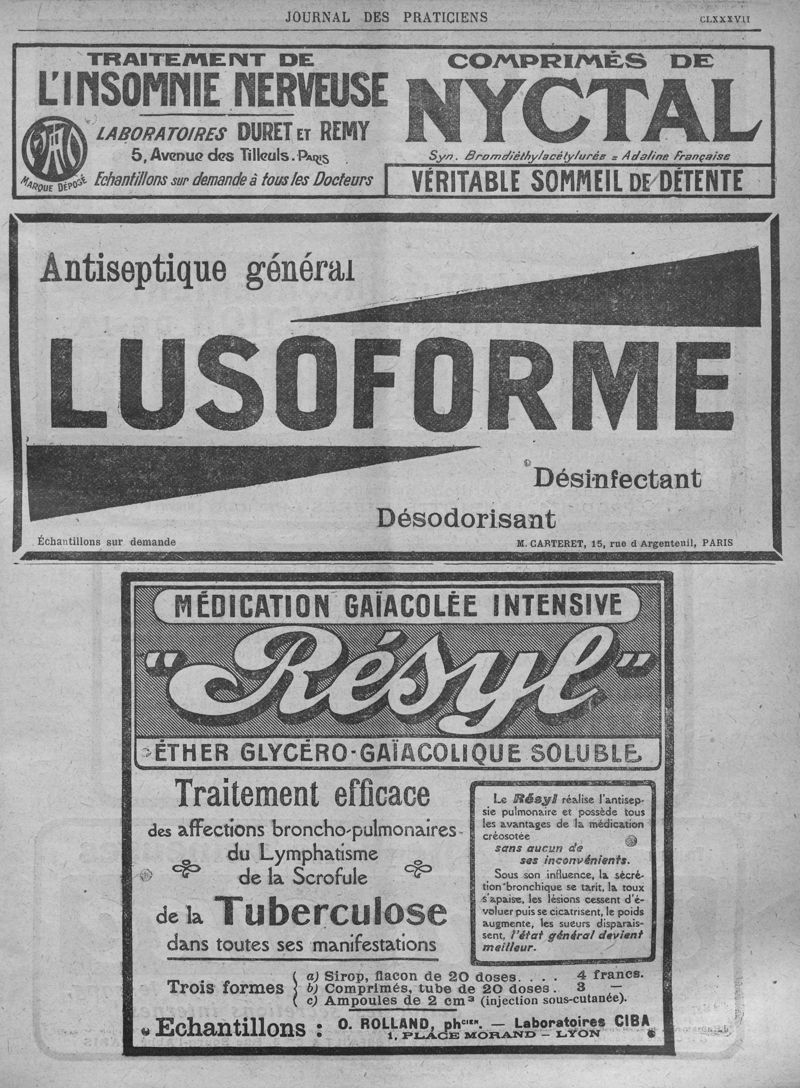 JOURNAL DES PRATICIENS
CLXXXVII
TRAITEMENT DE
L'INSOMNIE NERVEUSE
LABORATOIRES DURET ET REMY
5, Avenue des Tilleuls. PARIS
MARQUE DÉPOSÉ
Echantillons sur demande à tous les Docteurs
COMPRIMÉS DE
NYCTAL
Syn. Bromdiéthylacétylurée = Adaline Française
VÉRITABLE SOMMEIL DE DÉTENTE
Antiseptique général
LUSOFORME
Désinfectant
Désodorisant
Échantillons sur demande
M. CARTERET, 15, rue d'Argenteuil, PARIS
MÉDICATION GAÏACOLÉE INTENSIVE
"Résyl"
ÉTHER GLYCÉRO-GAÏACOLIQUE SOLUBLE
Traitement efficace
des affections broncho-pulmonaires
du Lymphatisme
de la Scrofule
de la Tuberculose
dans toutes ses manifestations
Le Résyl réalise l'antisep-
sie pulmonaire et possède tous
les avantages de la médication
créosotée
sans aucun de
ses inconvénients.
Sous son influence, la sécré-
tion bronchique se tarit, la toux
s'apaise, les lésions cessent d'é-
voluer puis se cicatrisent, le poids
augmente, les sueurs disparais-
sent, l'état général devient
meilleur.
Trois formes
a) Sirop, flacon de 20 doses. . . . 4 francs.
b) Comprimés, tube de 20 doses. 3 —
c) Ampoules de 2 cm³ (injection sous-cutanée).
Echantillons :
O. ROLLAND, phcien. — Laboratoires CIBA
1, PLACE MORAND — LYON